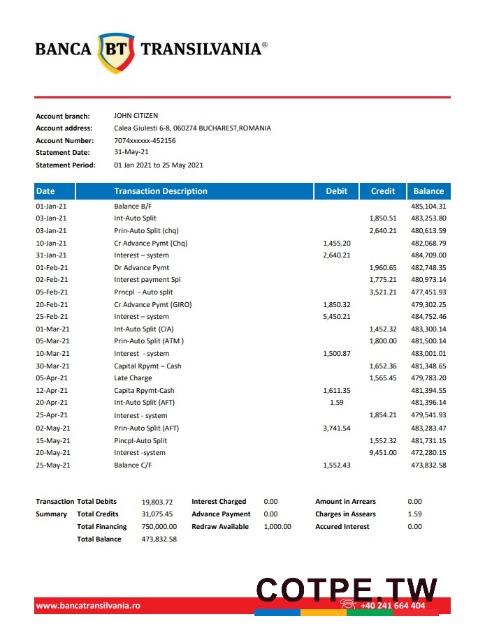 BANCA BT TRANSILVANIA®
Account branch: JOHN CITIZEN
Account address: Calea Giulesti 6-8, 060274 BUCHAREST,ROMANIA
Account Number: 7074xxxxxx-452156
Statement Date: 31-May-21
Statement Period: 01 Jan 2021 to 25 May 2021
Date Transaction Description Debit Credit Balance
01-Jan-21 Balance B/F 485,104.31
03-Jan-21 Int-Auto Split 1,850.51 483,253.80
03-Jan-21 Prin-Auto Split (chq) 2,640.21 480,613.59
10-Jan-21 Cr Advance Pymt (Chq) 1,455.20 482,068.79
31-Jan-21 Interest – system 2,640.21 484,709.00
01-Feb-21 Dr Advance Pymt 1,960.65 482,748.35
02-Feb-21 Interest payment Spl 1,775.21 480,973.14
05-Feb-21 Prncpl - Auto split 3,521.21 477,451.93
20-Feb-21 Cr Advance Pymt (GIRO) 1,850.32 479,302.25
25-Feb-21 Interest – system 5,450.21 484,752.46
01-Mar-21 Int-Auto Split (CIA) 1,452.32 483,300.14
05-Mar-21 Prin-Auto Split (ATM ) 1,800.00 481,500.14
10-Mar-21 Interest - system 1,500.87 483,001.01
30-Mar-21 Capital Rpymt – Cash 1,652.36 481,348.65
05-Apr-21 Late Charge 1,565.45 479,783.20
12-Apr-21 Capita Rpymt-Cash 1,611.35 481,394.55
20-Apr-21 Int-Auto Split (AFT) 1.59 481,396.14
25-Apr-21 Interest - system 1,854.21 479,541.93
02-May-21 Prin-Auto Split (AFT) 3,741.54 483,283.47
15-May-21 Pincpl-Auto Split 1,552.32 481,731.15
20-May-21 Interest -system 9,451.00 472,280.15
25-May-21 Balance C/F 1,552.43 473,832.58
Transaction Total Debits 19,803.72 Interest Charged 0.00 Amount in Arrears 0.00
Summary Total Credits 31,075.45 Advance Payment 0.00 Charges in Assears 1.59
Total Financing 750,000.00 Redraw Available 1,000.00 Accured Interest 0.00
Total Balance 473,832.58
COTPE.TW
www.bancatransilvania.ro +40 241 664 404